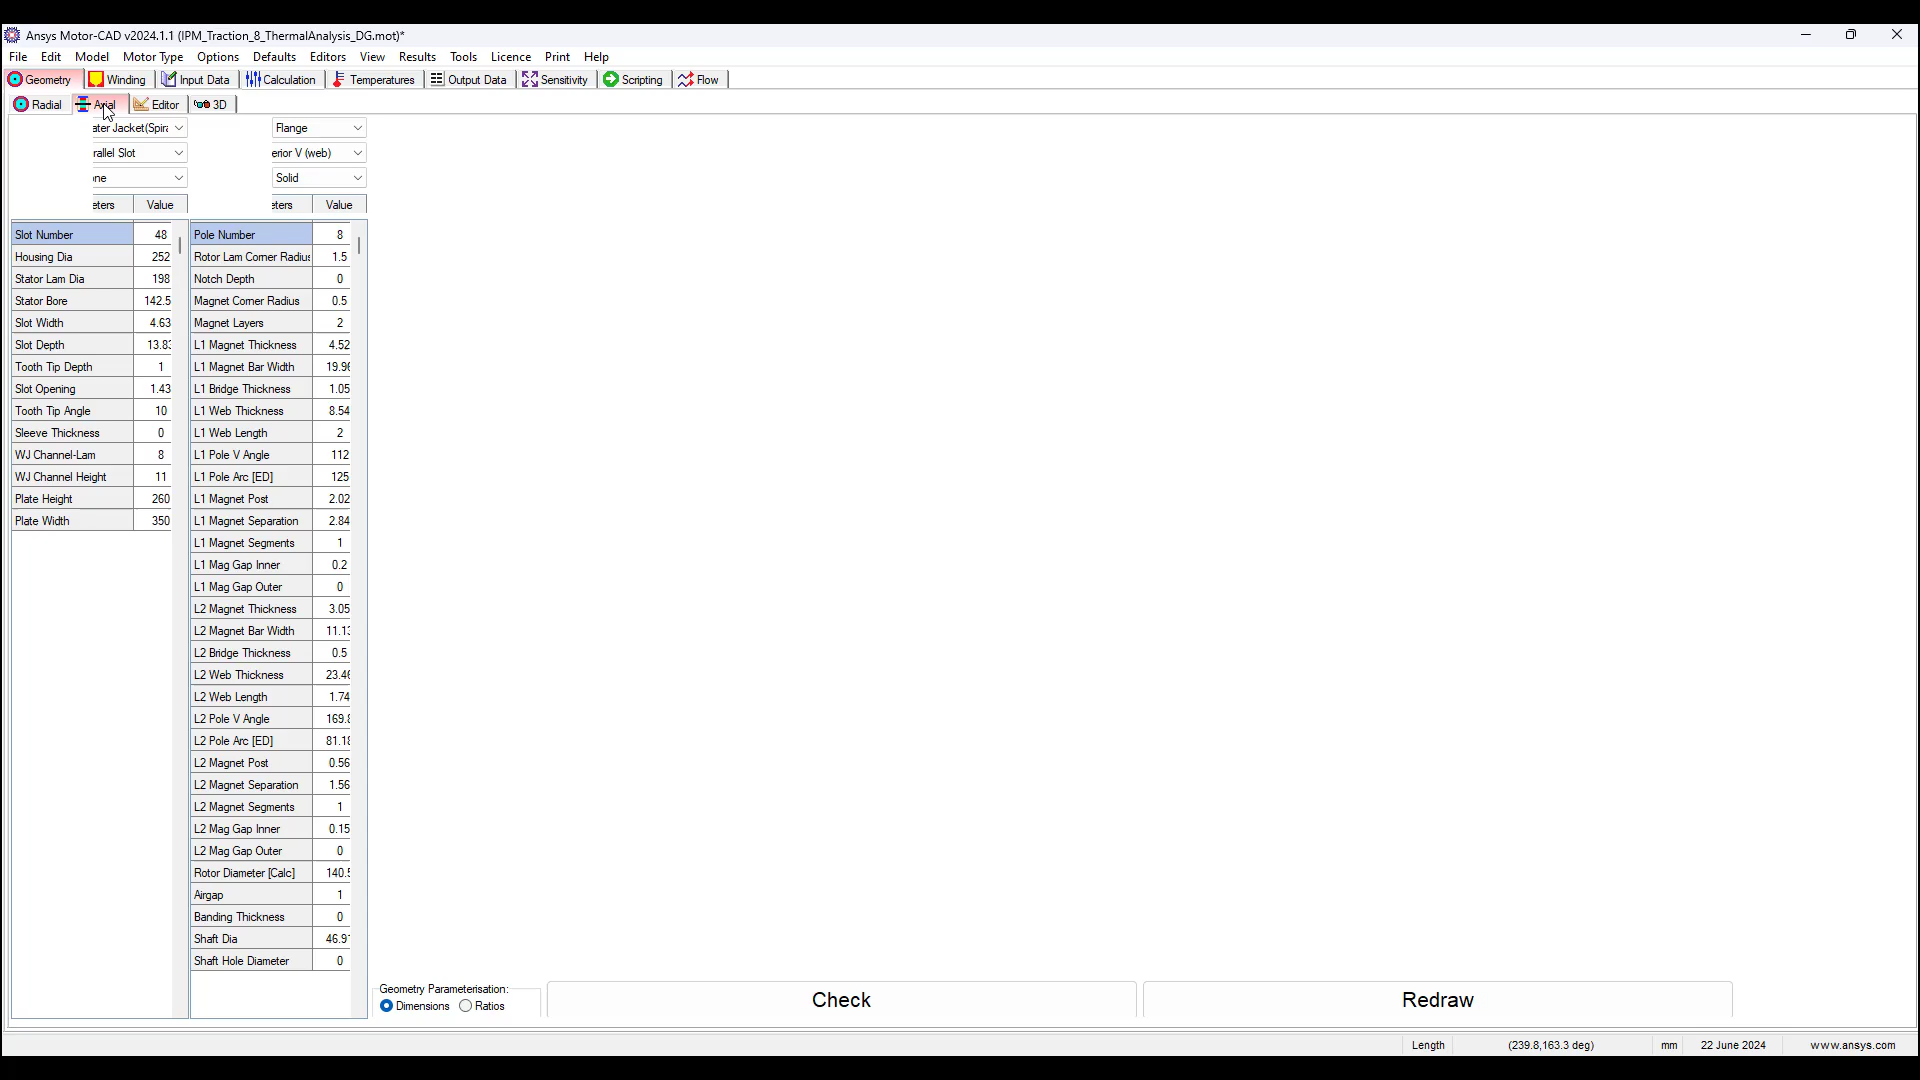 Ansys Motor-CAD v2024.1.1 (IPM_Traction_8_ThermalAnalysis_DG.mot)*
File Edit Model Motor Type Options Defaults Editors View Results Tools Licence Print Help
Geometry Winding Input Data Calculation Temperatures Output Data Sensitivity Scripting Flow
Radial Axial Editor 3D
ater Jacket(Spira Flange
rallel Slot erior V (web)
one Solid
eters Value eters Value
Slot Number 48 Pole Number 8
Housing Dia 252 Rotor Lam Corner Radius 1.5
Stator Lam Dia 198 Notch Depth 0
Stator Bore 142.5 Magnet Corner Radius 0.5
Slot Width 4.63 Magnet Layers 2
Slot Depth 13.83 L1 Magnet Thickness 4.52
Tooth Tip Depth 1 L1 Magnet Bar Width 19.96
Slot Opening 1.43 L1 Bridge Thickness 1.05
Tooth Tip Angle 10 L1 Web Thickness 8.54
Sleeve Thickness 0 L1 Web Length 2
WJ Channel-Lam 8 L1 Pole V Angle 112
WJ Channel Height 11 L1 Pole Arc [ED] 125
Plate Height 260 L1 Magnet Post 2.02
Plate Width 350 L1 Magnet Separation 2.84
L1 Magnet Segments 1
L1 Mag Gap Inner 0.2
L1 Mag Gap Outer 0
L2 Magnet Thickness 3.05
L2 Magnet Bar Width 11.13
L2 Bridge Thickness 0.5
L2 Web Thickness 23.46
L2 Web Length 1.74
L2 Pole V Angle 169.8
L2 Pole Arc [ED] 81.18
L2 Magnet Post 0.56
L2 Magnet Separation 1.56
L2 Magnet Segments 1
L2 Mag Gap Inner 0.15
L2 Mag Gap Outer 0
Rotor Diameter [Calc] 140.5
Airgap 1
Banding Thickness 0
Shaft Dia 46.9
Shaft Hole Diameter 0
Geometry Parameterisation:
Dimensions Ratios
Check Redraw
Length (239.8,163.3 deg) mm 22 June 2024 www.ansys.com